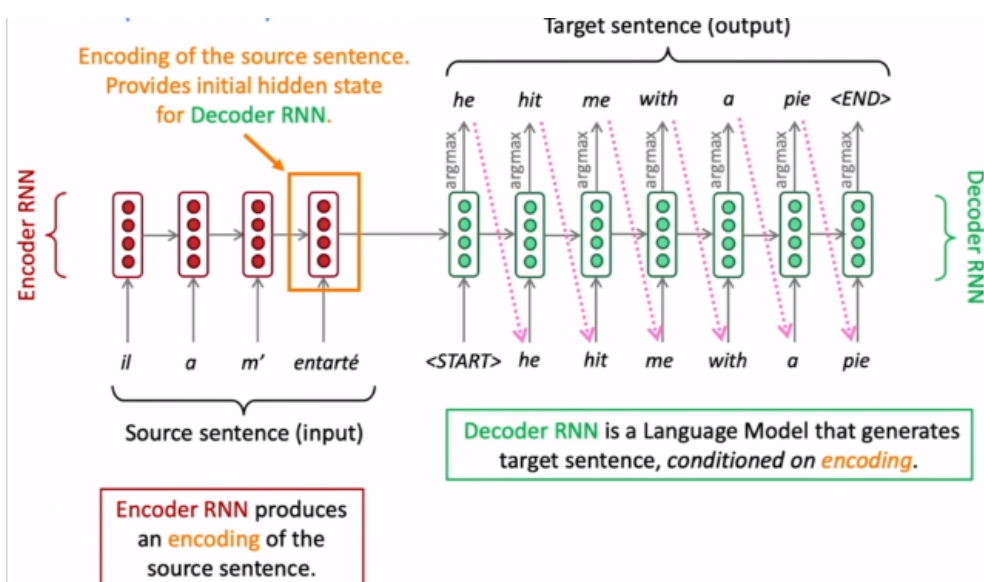 Target sentence (output)
Encoding of the source sentence.
Provides initial hidden state
for Decoder RNN.
he hit me with a pie <END>
argmax argmax argmax argmax argmax argmax argmax
Encoder RNN
Decoder RNN
il a m' entarté
<START> he hit me with a pie
Source sentence (input)
Decoder RNN is a Language Model that generates
target sentence, conditioned on encoding.
Encoder RNN produces
an encoding of the
source sentence.